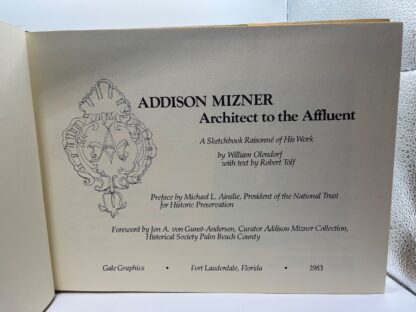 ADDISON MIZNER
Architect to the Affluent
A Sketchbook Raisonné of His Work
by William Olendorf
with text by Robert Tolf
Preface by Michael L. Ainslie, President of the National Trust
for Historic Preservation
Foreword by Jon A. von Gunst-Andersen, Curator Addison Mizner Collection,
Historical Society Palm Beach County
Gale Graphics • Fort Lauderdale, Florida • 1983